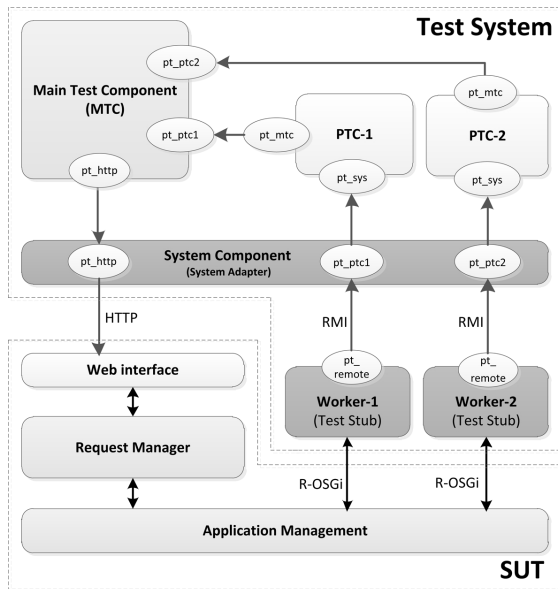 Test System
pt_ptc2
Main Test Component
(MTC)
pt_mtc
pt_ptc1
pt_mtc
PTC-1
PTC-2
pt_http
pt_sys
pt_sys
System Component
(System Adapter)
pt_http
pt_ptc1
pt_ptc2
HTTP
RMI
RMI
Web interface
pt_
remote
pt_
remote
Worker-1
(Test Stub)
Worker-2
(Test Stub)
Request Manager
R-OSGi
R-OSGi
Application Management
SUT